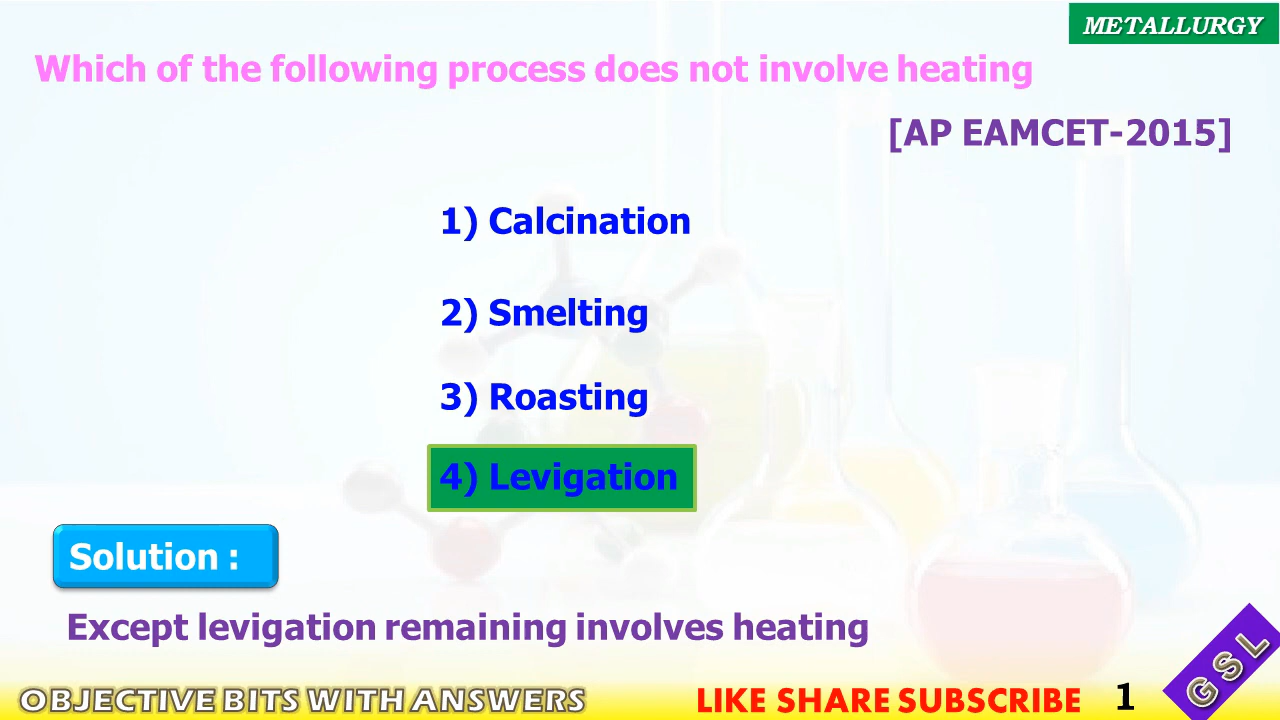 METALLURGY
Which of the following process does not involve heating
[AP EAMCET-2015]
1) Calcination
2) Smelting
3) Roasting
4) Levigation
Solution :
Except levigation remaining involves heating
OBJECTIVE BITS WITH ANSWERS
LIKE SHARE SUBSCRIBE
1
GSL